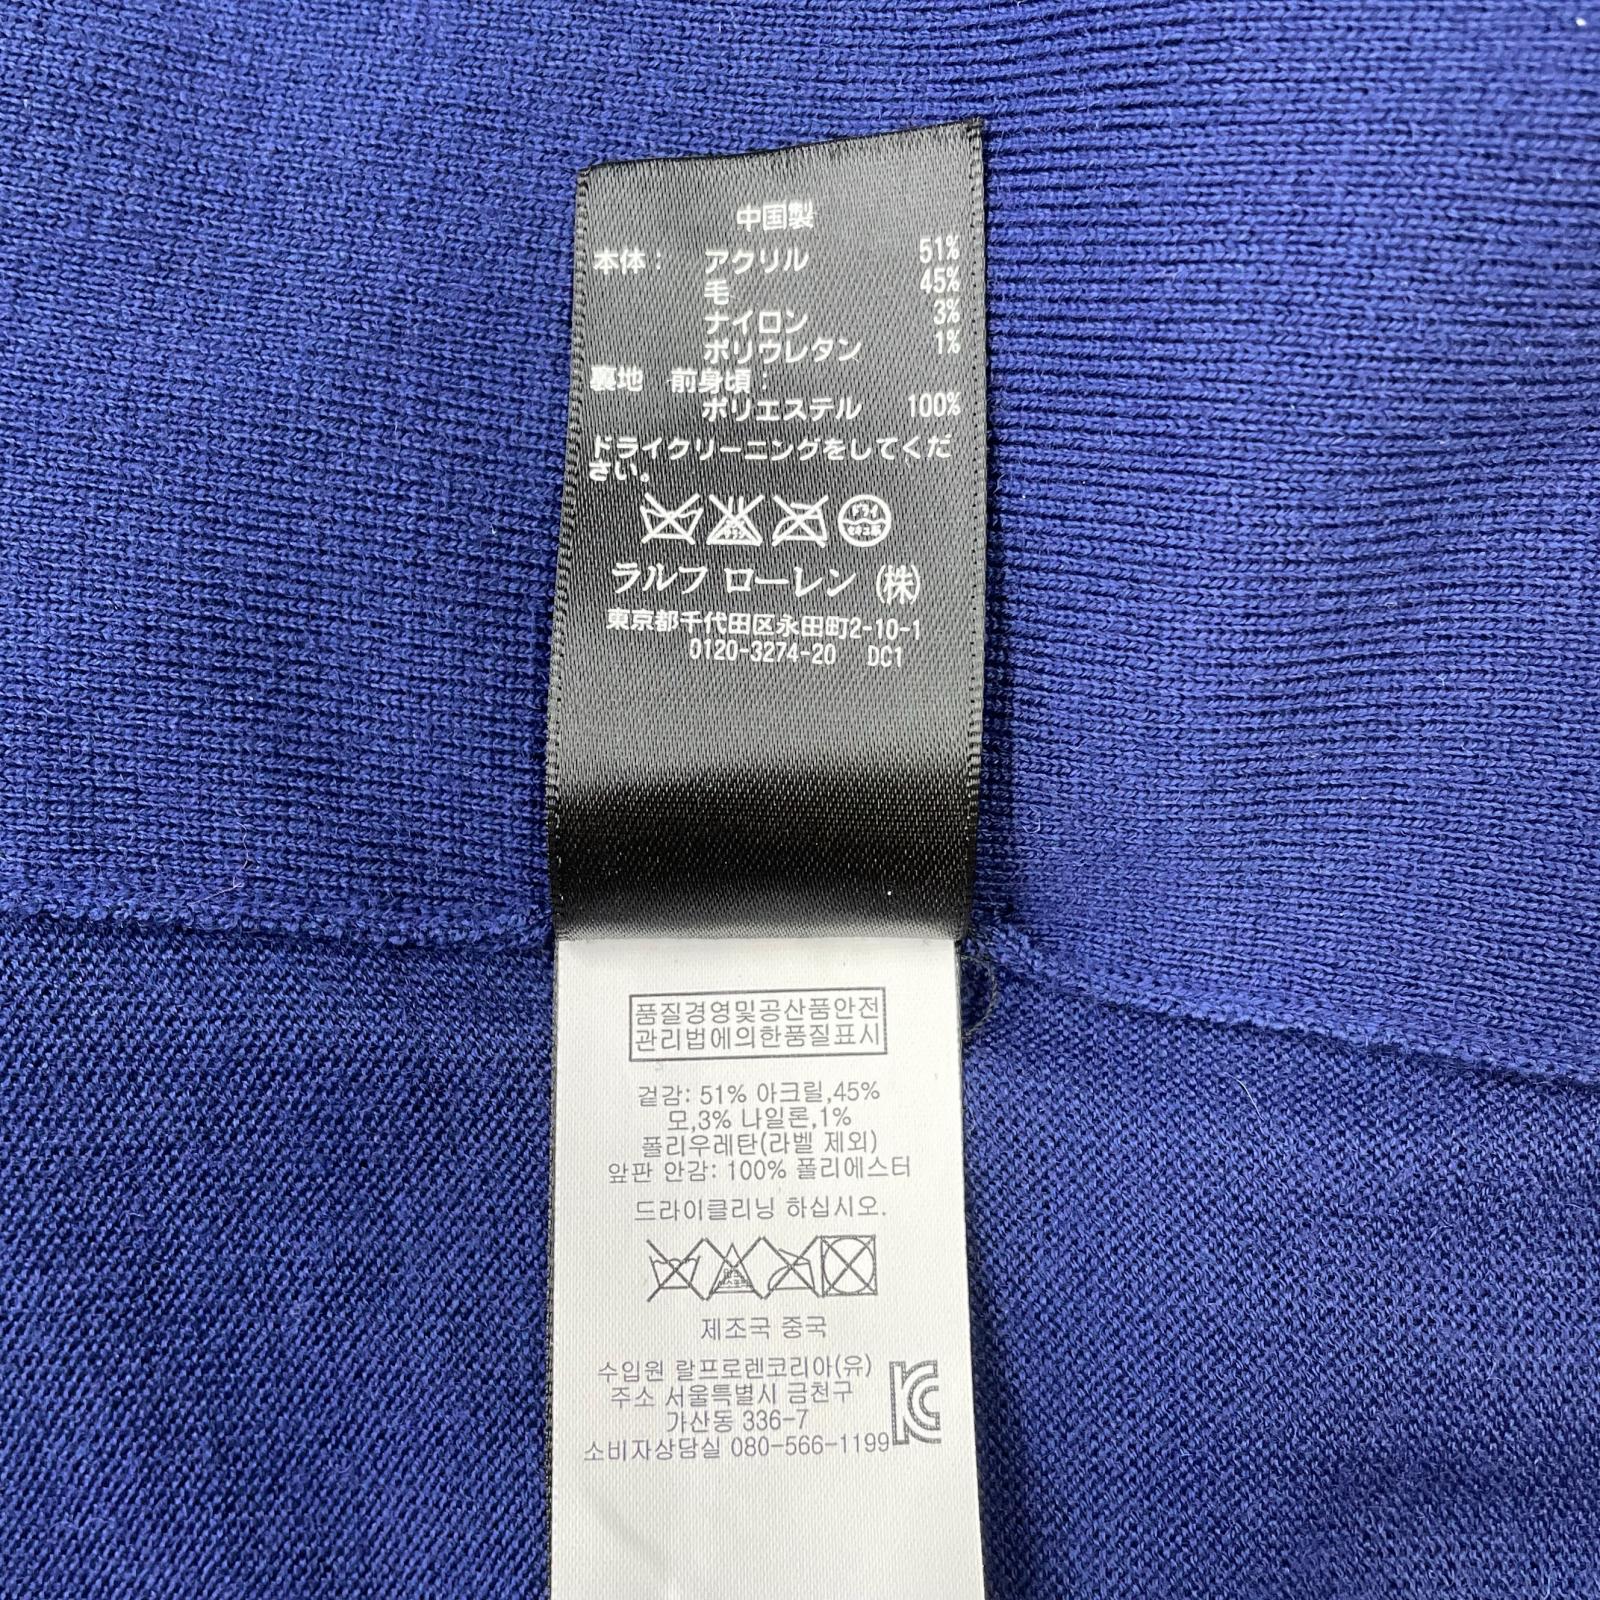 中国製
本体： アクリル 51%
毛 45%
ナイロン 3%
ポリウレタン 1%
裏地 前身頃：
ポリエステル 100%
ドライクリーニングをしてくだ
さい。
ラルフ ローレン (株)
東京都千代田区永田町2-10-1
0120-3274-20 DC1
품질경영및공산품안전
관리법에의한품질표시
겉감: 51% 아크릴,45%
모,3% 나일론,1%
폴리우레탄(라벨 제외)
앞판 안감: 100% 폴리에스터
드라이클리닝 하십시오.
제조국 중국
수입원 랄프로렌코리아(유)
주소 서울특별시 금천구
가산동 336-7
소비자상담실 080-566-1199